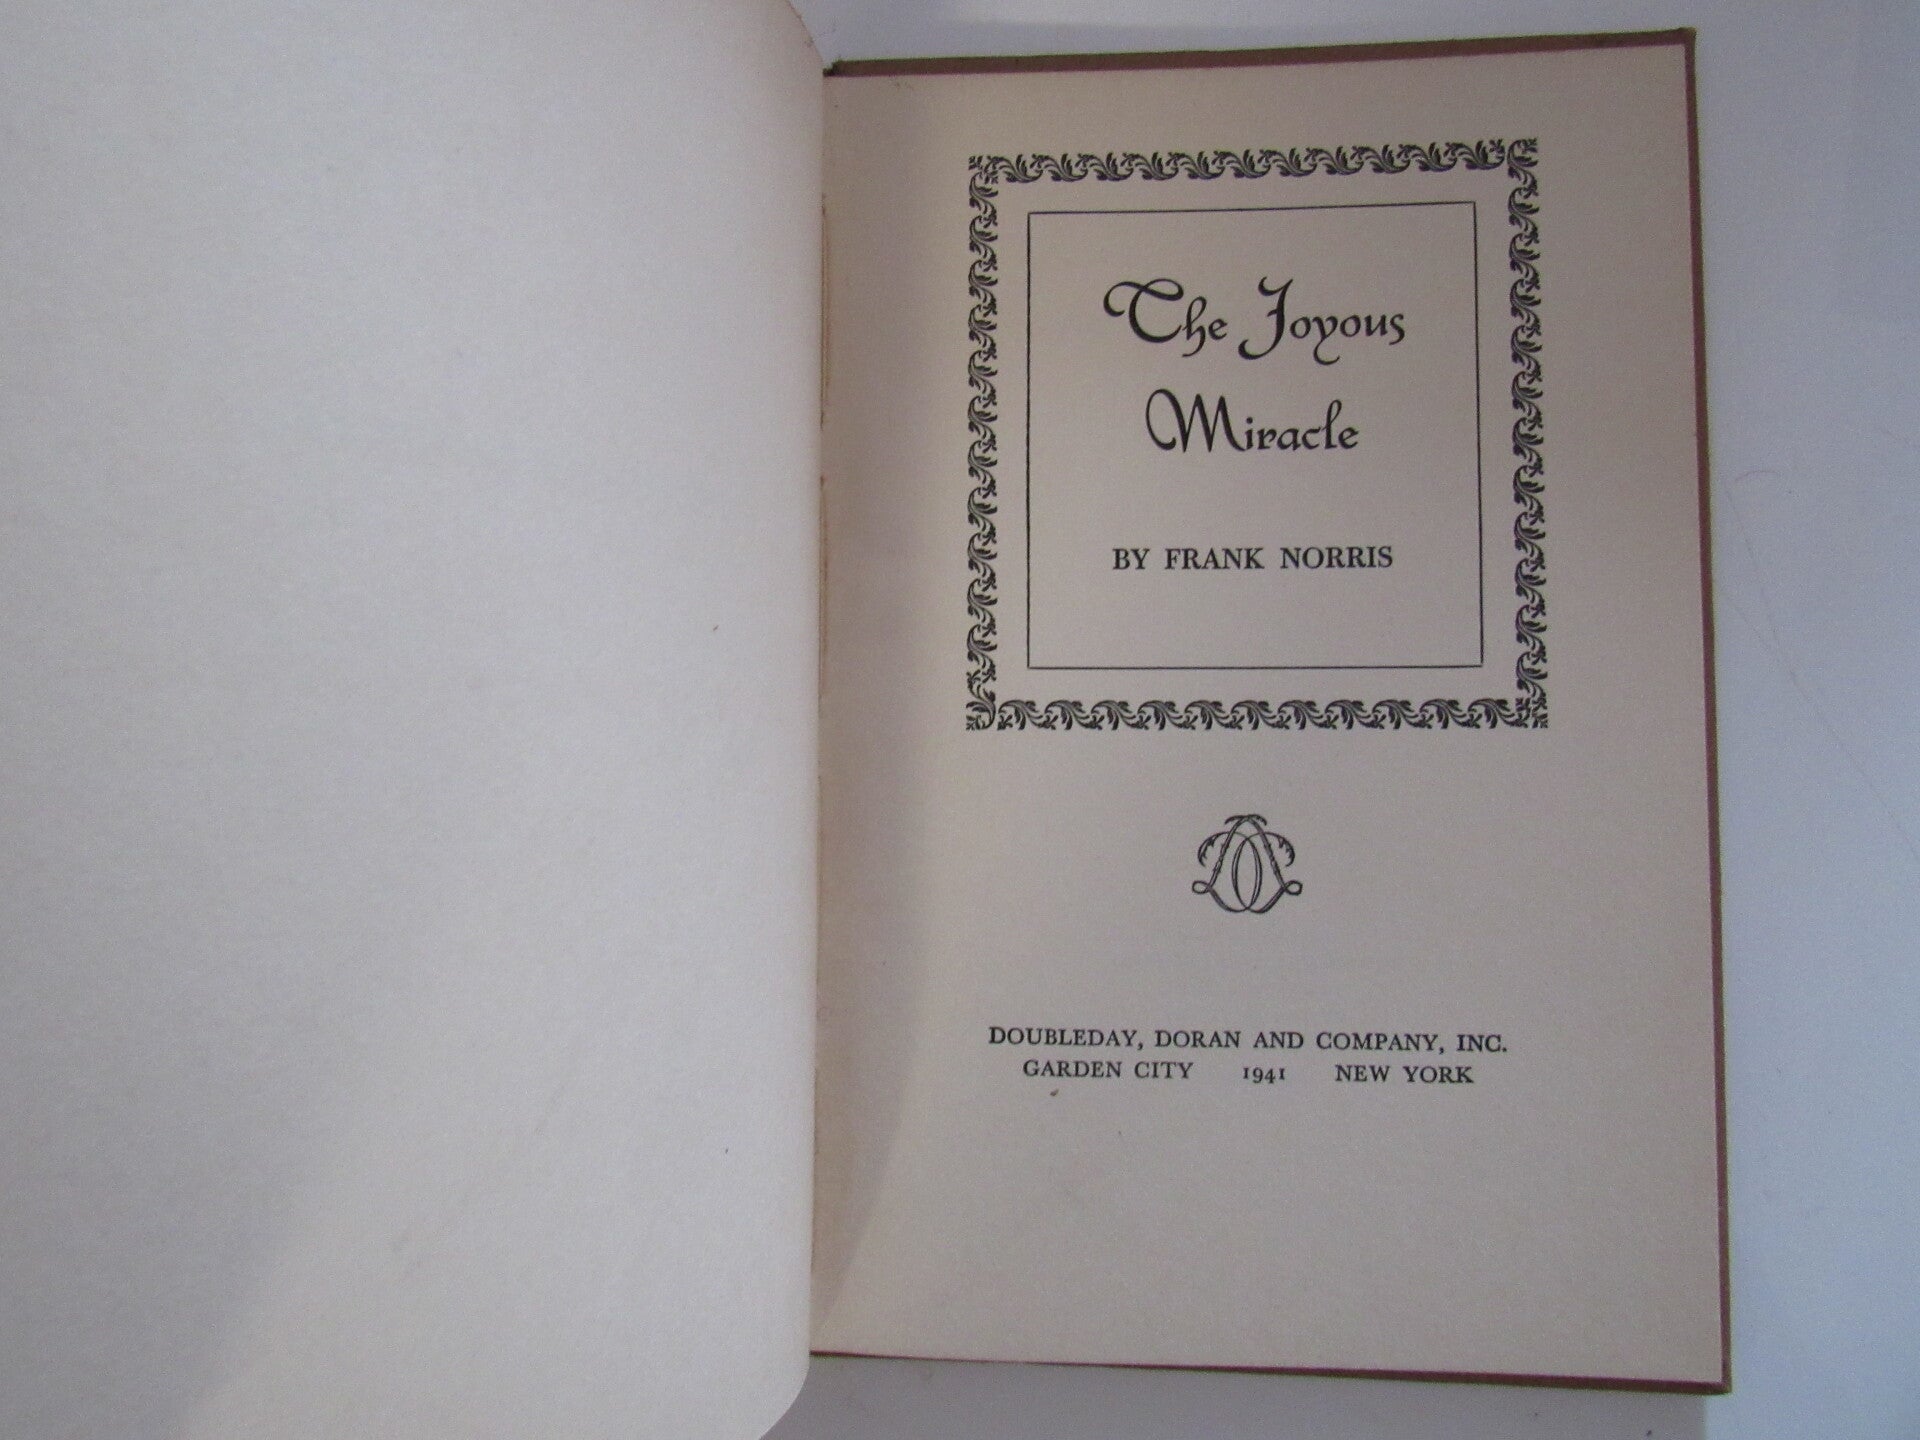 The Joyous
Miracle
BY FRANK NORRIS
DOUBLEDAY, DORAN AND COMPANY, INC.
GARDEN CITY 1941 NEW YORK